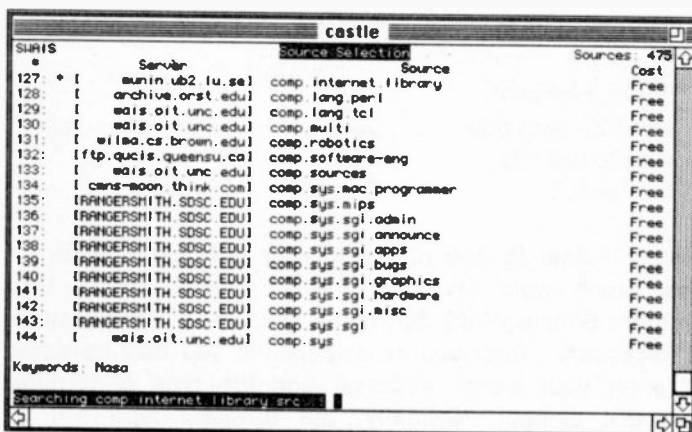 castle
SWAIS Source Selection Sources: 475
# Server Source Cost
127: * [ munin.ub2.lu.se] comp.internet.library Free
128: [ archive.orst.edu] comp.lang.perl Free
129: [ wais.oit.unc.edu] comp.lang.tcl Free
130: [ wais.oit.unc.edu] comp.multi Free
131: [ wilma.cs.brown.edu] comp.robotics Free
132: [ftp.qucis.queensu.ca] comp.software-eng Free
133: [ wais.oit.unc.edu] comp.sources Free
134: [ cmns-moon.think.com] comp.sys.mac.programmer Free
135: [RANGERSMITH.SDSC.EDU] comp.sys.mips Free
136: [RANGERSMITH.SDSC.EDU] comp.sys.sgi.admin Free
137: [RANGERSMITH.SDSC.EDU] comp.sys.sgi.announce Free
138: [RANGERSMITH.SDSC.EDU] comp.sys.sgi.apps Free
139: [RANGERSMITH.SDSC.EDU] comp.sys.sgi.bugs Free
140: [RANGERSMITH.SDSC.EDU] comp.sys.sgi.graphics Free
141: [RANGERSMITH.SDSC.EDU] comp.sys.sgi.hardware Free
142: [RANGERSMITH.SDSC.EDU] comp.sys.sgi.misc Free
143: [RANGERSMITH.SDSC.EDU] comp.sys.sgi Free
144: [ wais.oit.unc.edu] comp.sys Free
Keywords: Nasa
Searching comp.internet.library.src